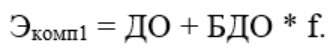 Экомп1 = ДО + БДО * f.